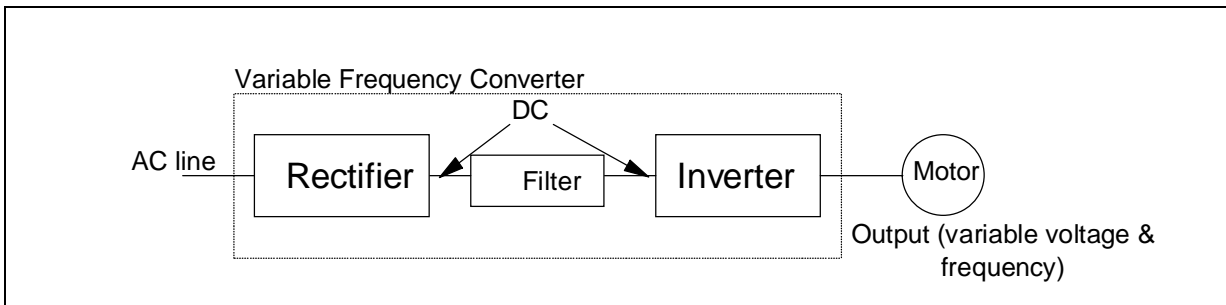 Variable Frequency Converter
DC
AC line
Rectifier
Filter
Inverter
Motor
Output (variable voltage &
frequency)